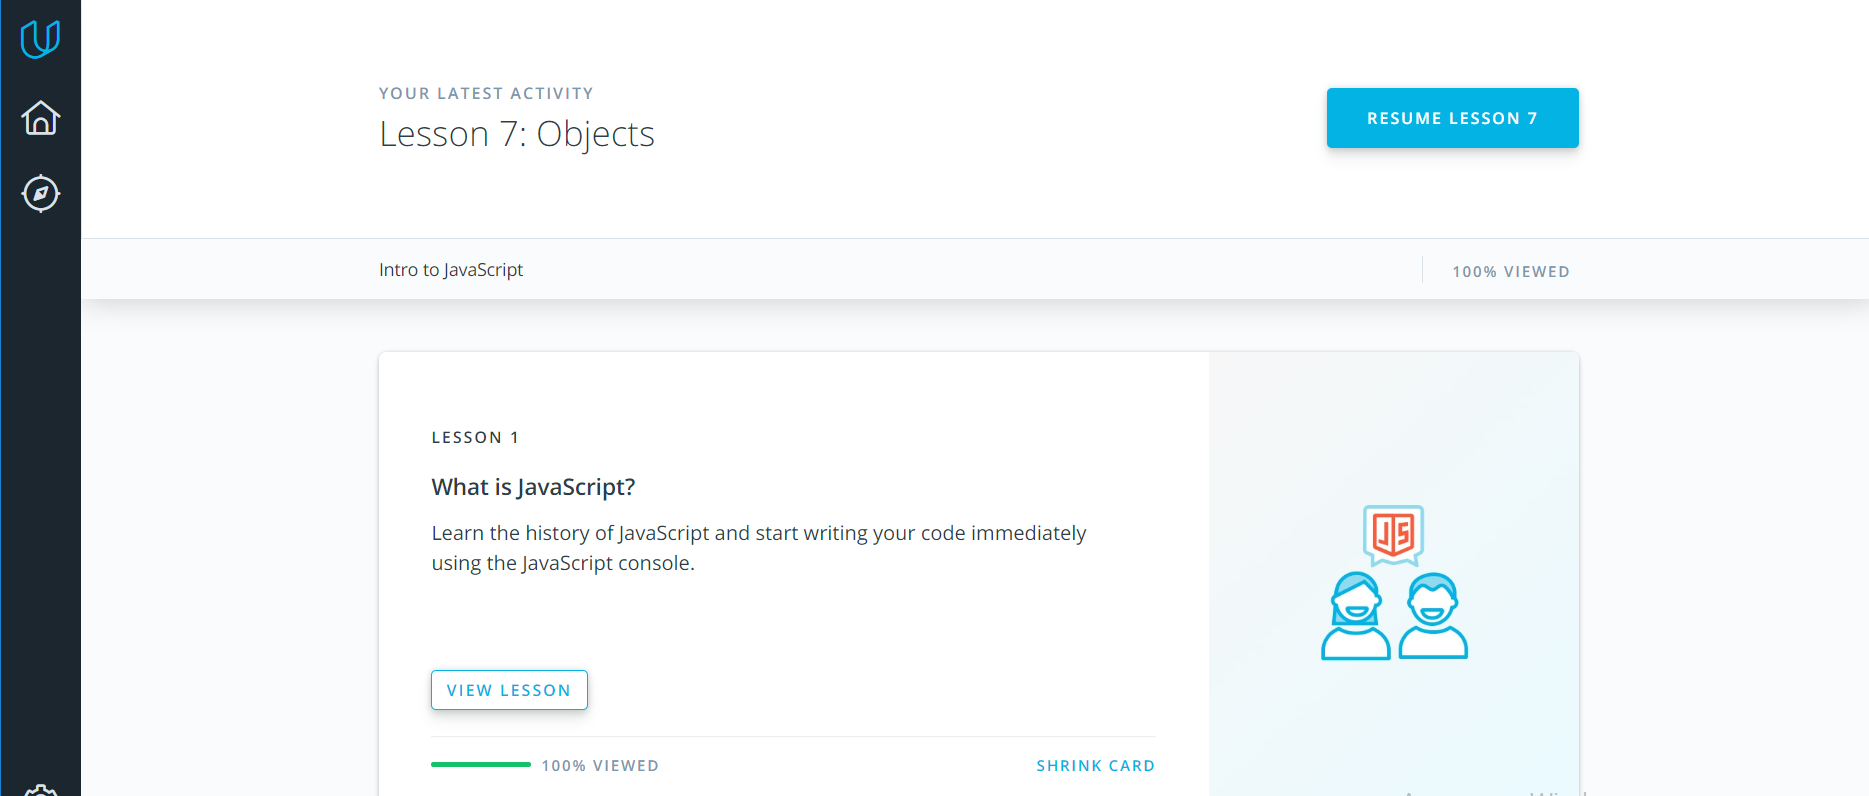 YOUR LATEST ACTIVITY
Lesson 7: Objects
RESUME LESSON 7
Intro to JavaScript
100% VIEWED
LESSON 1
What is JavaScript?
Learn the history of JavaScript and start writing your code immediately
using the JavaScript console.
JS
VIEW LESSON
100% VIEWED
SHRINK CARD